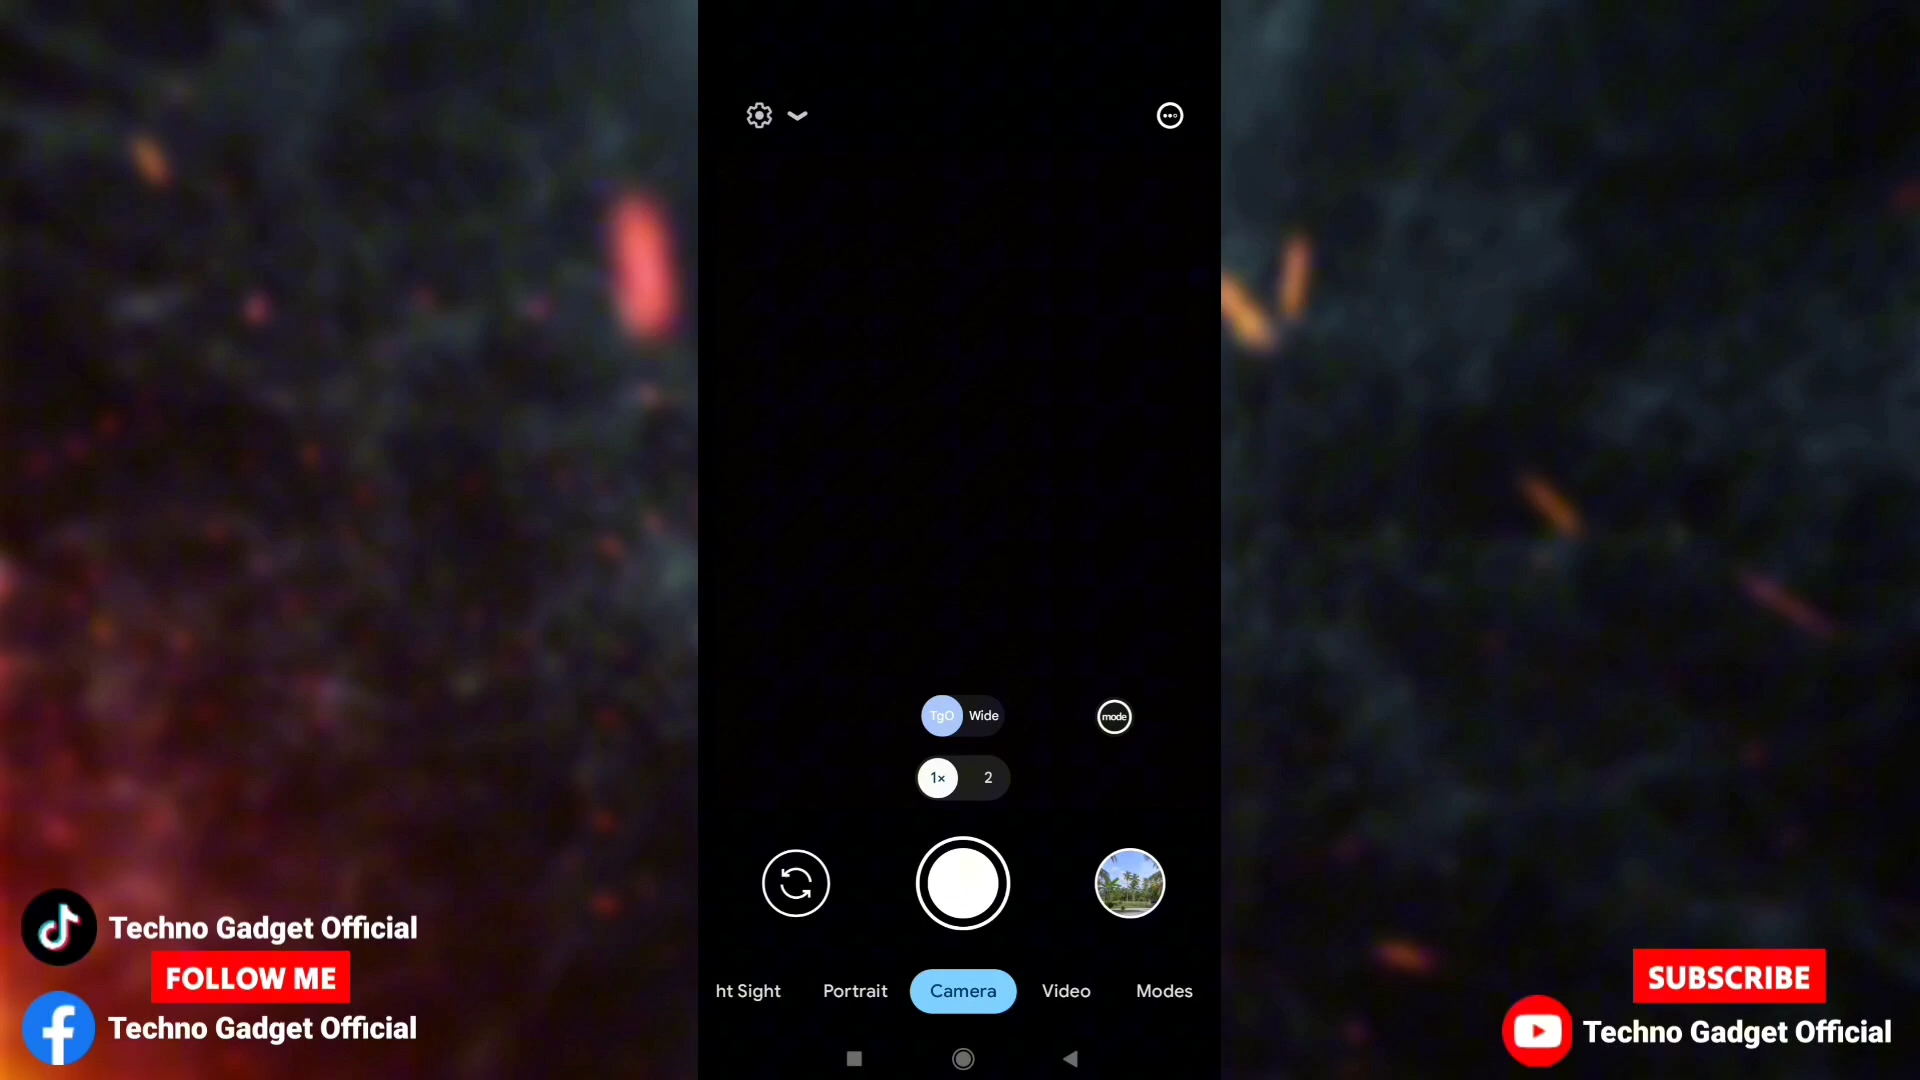 TgO Wide
mode
1× 2
ht Sight Portrait Camera Video Modes
Techno Gadget Official
FOLLOW ME
Techno Gadget Official
SUBSCRIBE
Techno Gadget Official